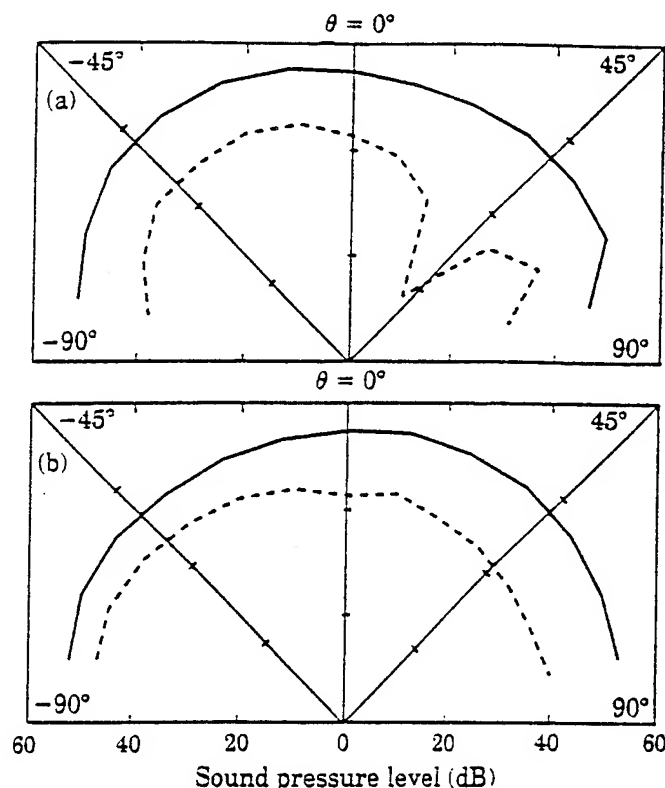 θ = 0°
−45° 45°
(a)
−90° 90°
θ = 0°
−45° 45°
(b)
−90° 90°
60 40 20 0 20 40 60
Sound pressure level (dB)